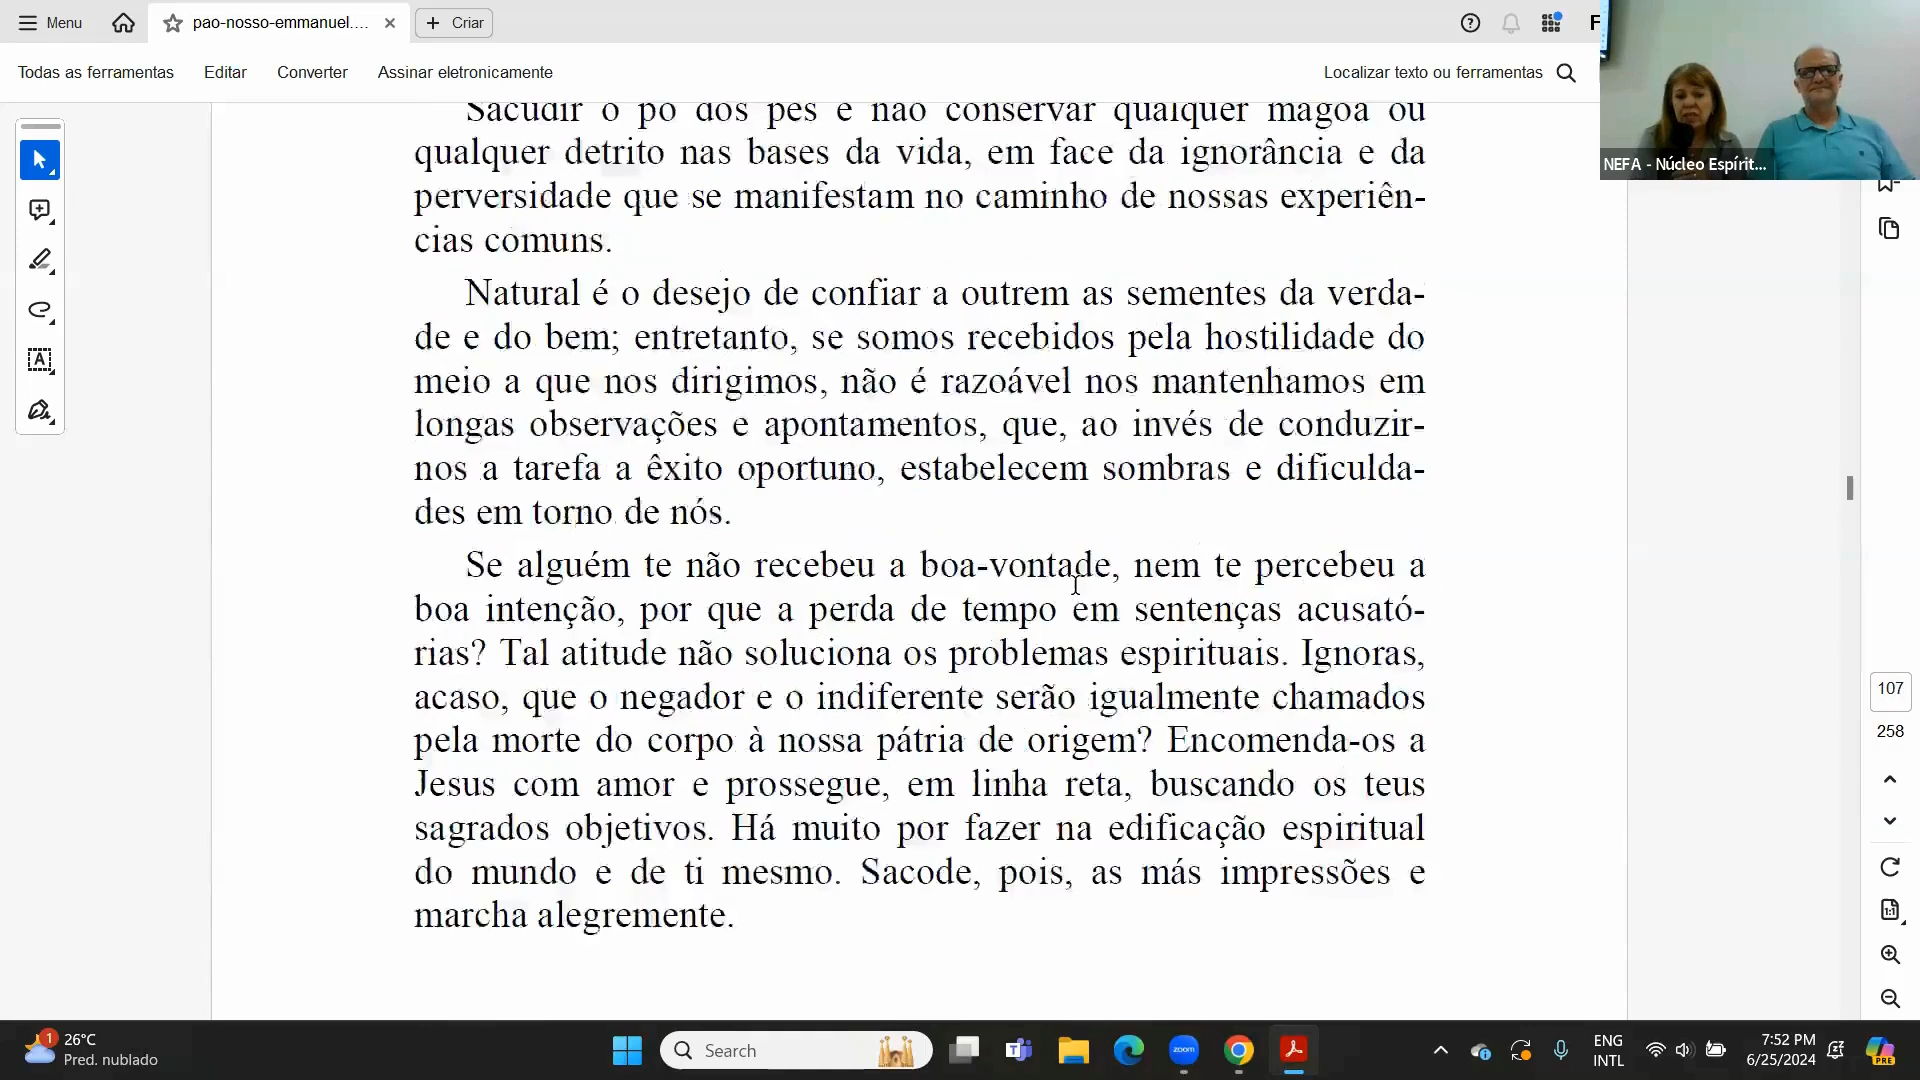 Menu
pao-nosso-emmanuel....
Criar
Todas as ferramentas
Editar
Converter
Assinar eletronicamente
Localizar texto ou ferramentas
NEFA - Núcleo Espírit...
Sacudir o pó dos pés é não conservar qualquer mágoa ou
qualquer detrito nas bases da vida, em face da ignorância e da
perversidade que se manifestam no caminho de nossas experiên-
cias comuns.
Natural é o desejo de confiar a outrem as sementes da verda-
de e do bem; entretanto, se somos recebidos pela hostilidade do
meio a que nos dirigimos, não é razoável nos mantenhamos em
longas observações e apontamentos, que, ao invés de conduzir-
nos a tarefa a êxito oportuno, estabelecem sombras e dificulda-
des em torno de nós.
Se alguém te não recebeu a boa-vontade, nem te percebeu a
boa intenção, por que a perda de tempo em sentenças acusató-
rias? Tal atitude não soluciona os problemas espirituais. Ignoras,
acaso, que o negador e o indiferente serão igualmente chamados
pela morte do corpo à nossa pátria de origem? Encomenda-os a
Jesus com amor e prossegue, em linha reta, buscando os teus
sagrados objetivos. Há muito por fazer na edificação espiritual
do mundo e de ti mesmo. Sacode, pois, as más impressões e
marcha alegremente.
107
258
1
26°C
Pred. nublado
Search
zoom
ENG
INTL
7:52 PM
6/25/2024
PRE